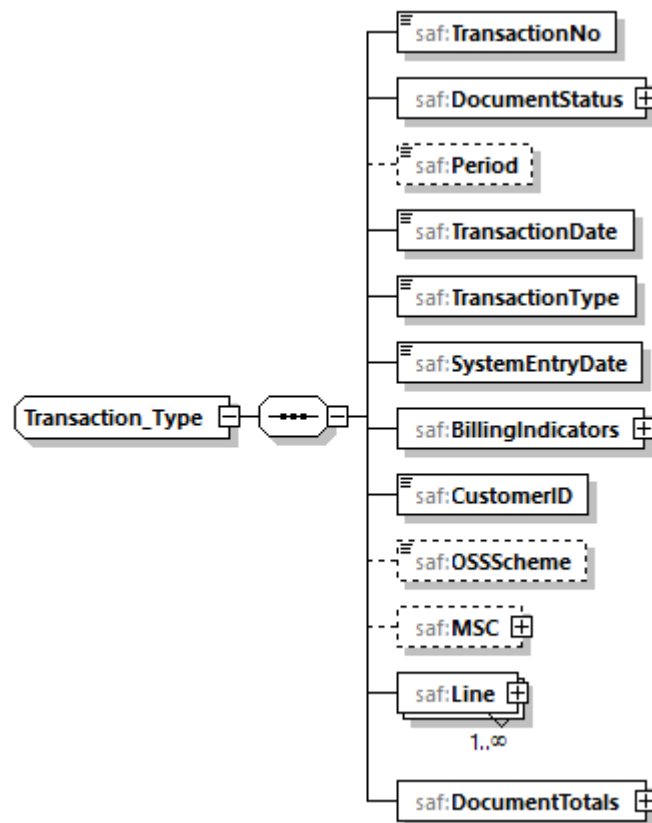 saf:TransactionNo
saf:DocumentStatus
saf:Period
saf:TransactionDate
saf:TransactionType
saf:SystemEntryDate
Transaction_Type
saf:BillingIndicators
saf:CustomerID
saf:OSSScheme
saf:MSC
saf:Line
1..∞
saf:DocumentTotals